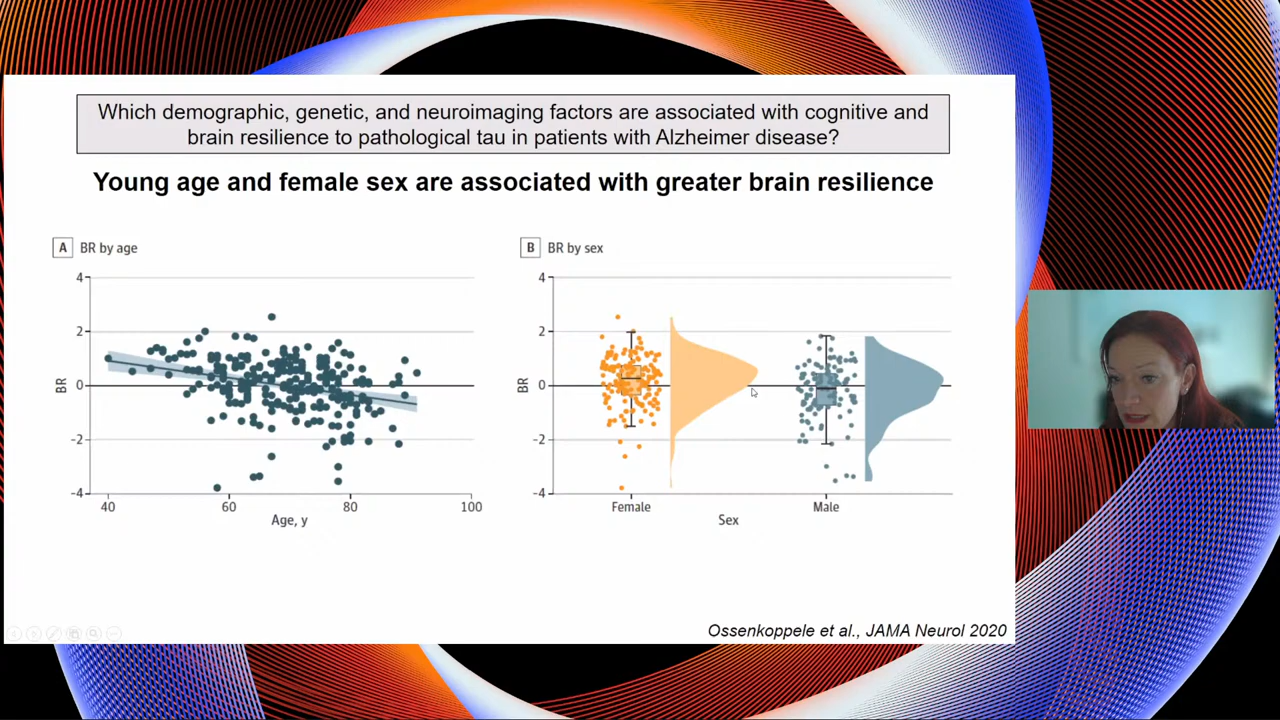 Which demographic, genetic, and neuroimaging factors are associated with cognitive and
brain resilience to pathological tau in patients with Alzheimer disease?
Young age and female sex are associated with greater brain resilience
A BR by age
4
2
0
-2
-4
BR
40 60 80 100
Age, y
B BR by sex
4
2
0
-2
-4
BR
Female Male
Sex
Ossenkoppele et al., JAMA Neurol 2020